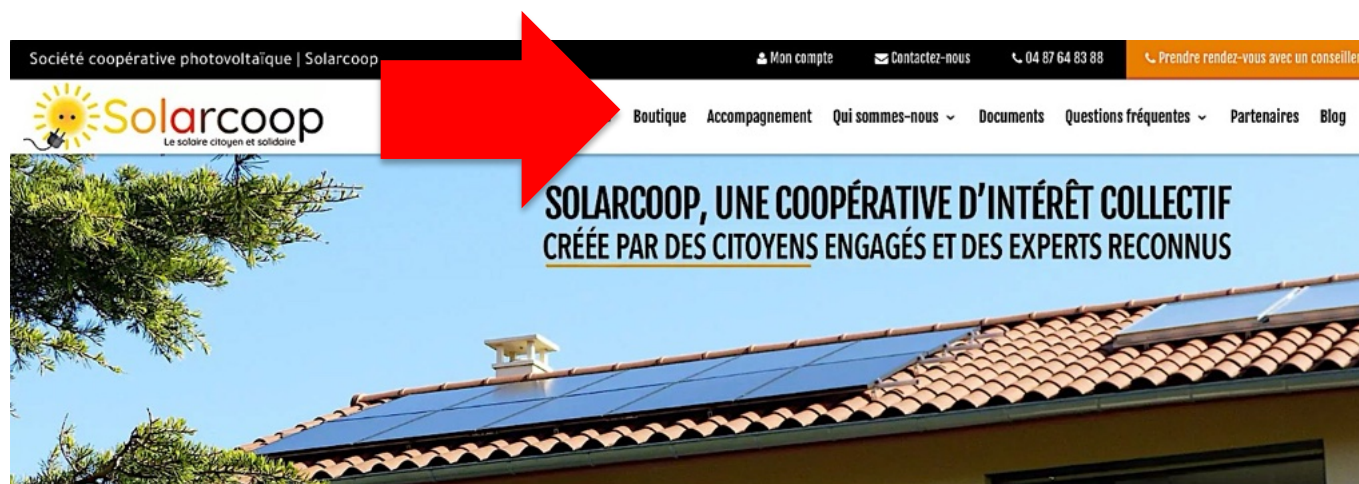 Société coopérative photovoltaïque | Solarcoop
Mon compte
Contactez-nous
04 87 64 83 88
Prendre rendez-vous avec un conseiller
Solarcoop
Le solaire citoyen et solidaire
Boutique
Accompagnement
Qui sommes-nous
Documents
Questions fréquentes
Partenaires
Blog
SOLARCOOP, UNE COOPÉRATIVE D'INTÉRÊT COLLECTIF
CRÉÉE PAR DES CITOYENS ENGAGÉS ET DES EXPERTS RECONNUS